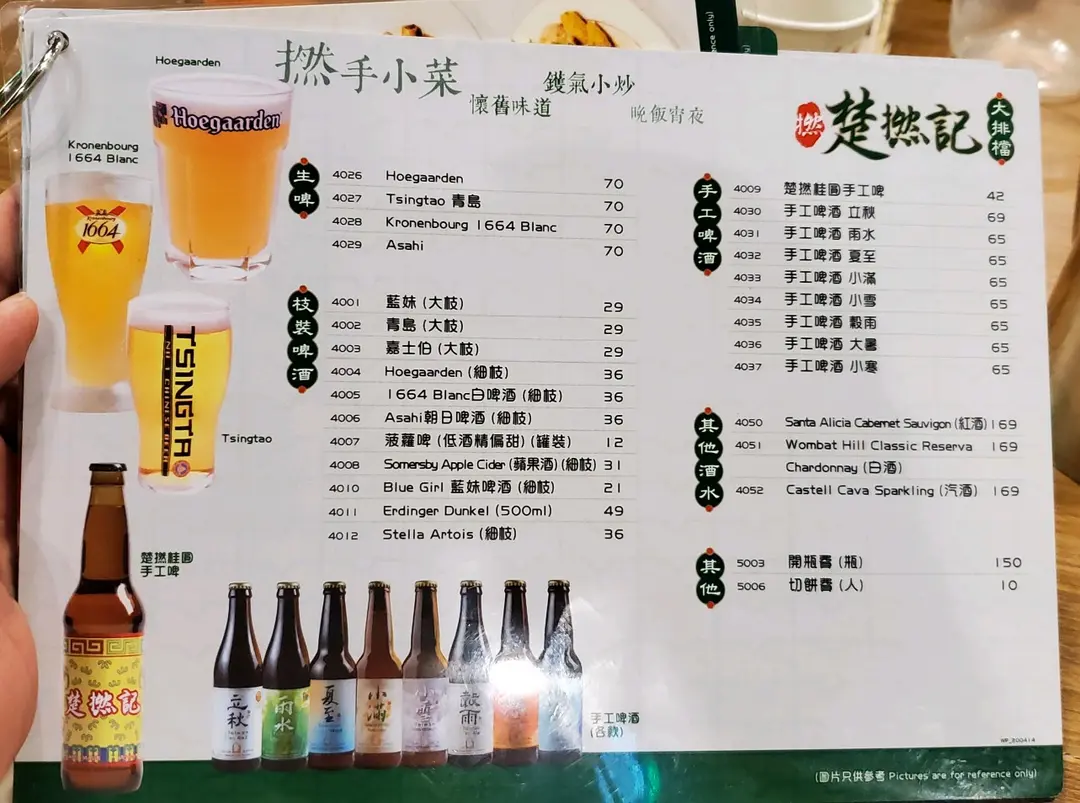 Hoegaarden
撚手小菜
懷舊味道
鑊氣小炒
晚飯宵夜
撚
楚撚記
大排檔
Kronenbourg
1664 Blanc
Hoegaarden
Kronenbourg
1664
TSINGTA
Tsingtao
楚撚桂圓
手工啤
楚撚記
生啤
4026 Hoegaarden 70
4027 Tsingtao 青島 70
4028 Kronenbourg 1664 Blanc 70
4029 Asahi 70
枝裝啤酒
4001 藍妹 (大枝) 29
4002 青島 (大枝) 29
4003 嘉士伯 (大枝) 29
4004 Hoegaarden (細枝) 36
4005 1664 Blanc白啤酒 (細枝) 36
4006 Asahi朝日啤酒 (細枝) 36
4007 菠蘿啤 (低酒精偏甜) (罐裝) 12
4008 Somersby Apple Cider (蘋果酒) (細枝) 31
4010 Blue Girl 藍妹啤酒 (細枝) 21
4011 Erdinger Dunkel (500ml) 49
4012 Stella Artois (細枝) 36
手工啤酒
4009 楚撚桂圓手工啤 42
4030 手工啤酒 立秋 69
4031 手工啤酒 雨水 65
4032 手工啤酒 夏至 65
4033 手工啤酒 小滿 65
4034 手工啤酒 小雪 65
4035 手工啤酒 穀雨 65
4036 手工啤酒 大暑 65
4037 手工啤酒 小寒 65
其他酒水
4050 Santa Alicia Cabernet Sauvigon (紅酒) 169
4051 Wombat Hill Classic Reserva 169
Chardonnay (白酒)
4052 Castell Cava Sparkling (汽酒) 169
其他
5003 開瓶費 (瓶) 150
5006 切餅費 (人) 10
立秋
雨水
夏至
小滿
小雪
穀雨
手工啤酒
(各款)
(圖片只供參考 Pictures are for reference only)